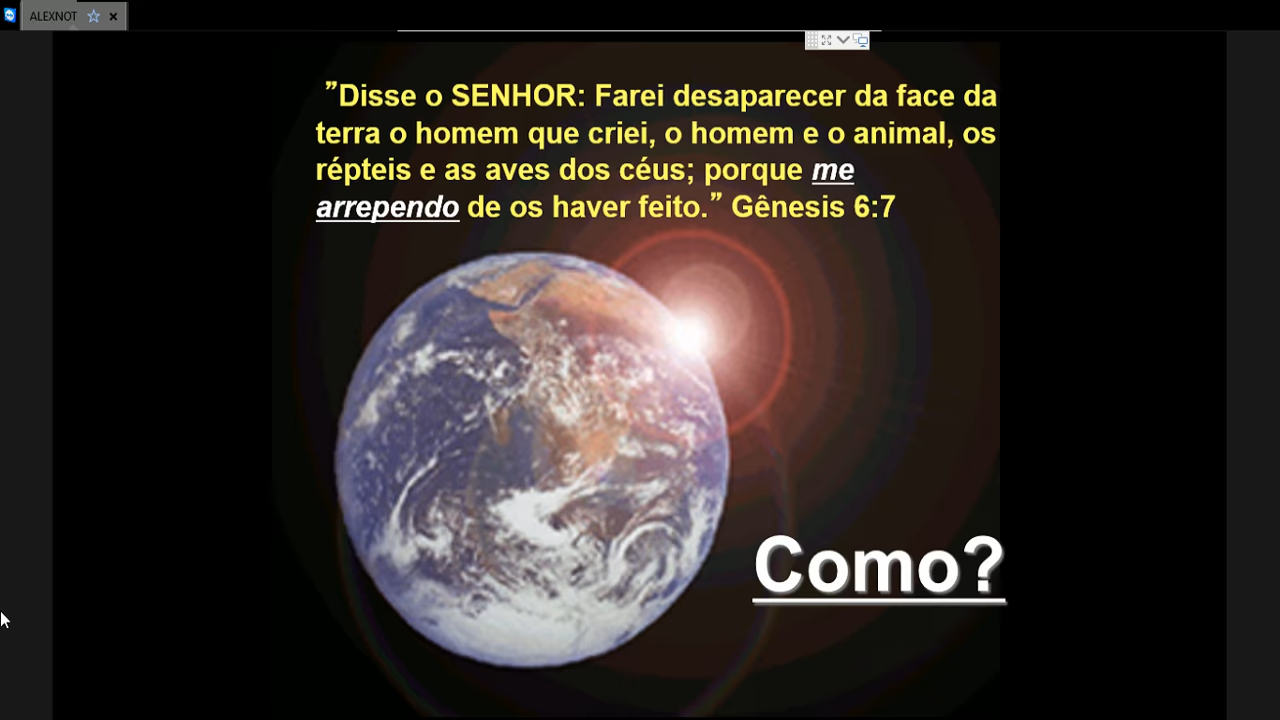 ALEXNOT
”Disse o SENHOR: Farei desaparecer da face da
terra o homem que criei, o homem e o animal, os
répteis e as aves dos céus; porque me
arrependo de os haver feito.” Gênesis 6:7
Como?